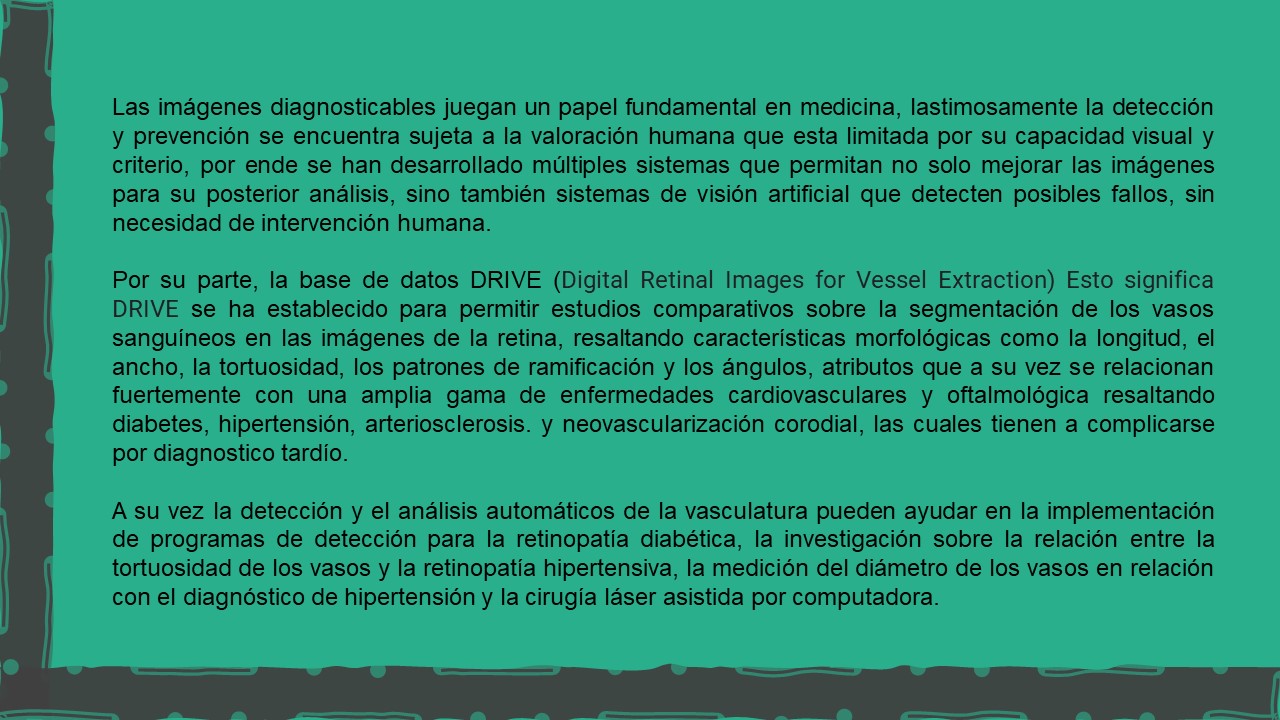 Las imágenes diagnosticables juegan un papel fundamental en medicina, lastimosamente la detección
y prevención se encuentra sujeta a la valoración humana que esta limitada por su capacidad visual y
criterio, por ende se han desarrollado múltiples sistemas que permitan no solo mejorar las imágenes
para su posterior análisis, sino también sistemas de visión artificial que detecten posibles fallos, sin
necesidad de intervención humana.
Por su parte, la base de datos DRIVE (Digital Retinal Images for Vessel Extraction) Esto significa
DRIVE se ha establecido para permitir estudios comparativos sobre la segmentación de los vasos
sanguíneos en las imágenes de la retina, resaltando características morfológicas como la longitud, el
ancho, la tortuosidad, los patrones de ramificación y los ángulos, atributos que a su vez se relacionan
fuertemente con una amplia gama de enfermedades cardiovasculares y oftalmológica resaltando
diabetes, hipertensión, arteriosclerosis. y neovascularización corodial, las cuales tienen a complicarse
por diagnostico tardío.
A su vez la detección y el análisis automáticos de la vasculatura pueden ayudar en la implementación
de programas de detección para la retinopatía diabética, la investigación sobre la relación entre la
tortuosidad de los vasos y la retinopatía hipertensiva, la medición del diámetro de los vasos en relación
con el diagnóstico de hipertensión y la cirugía láser asistida por computadora.